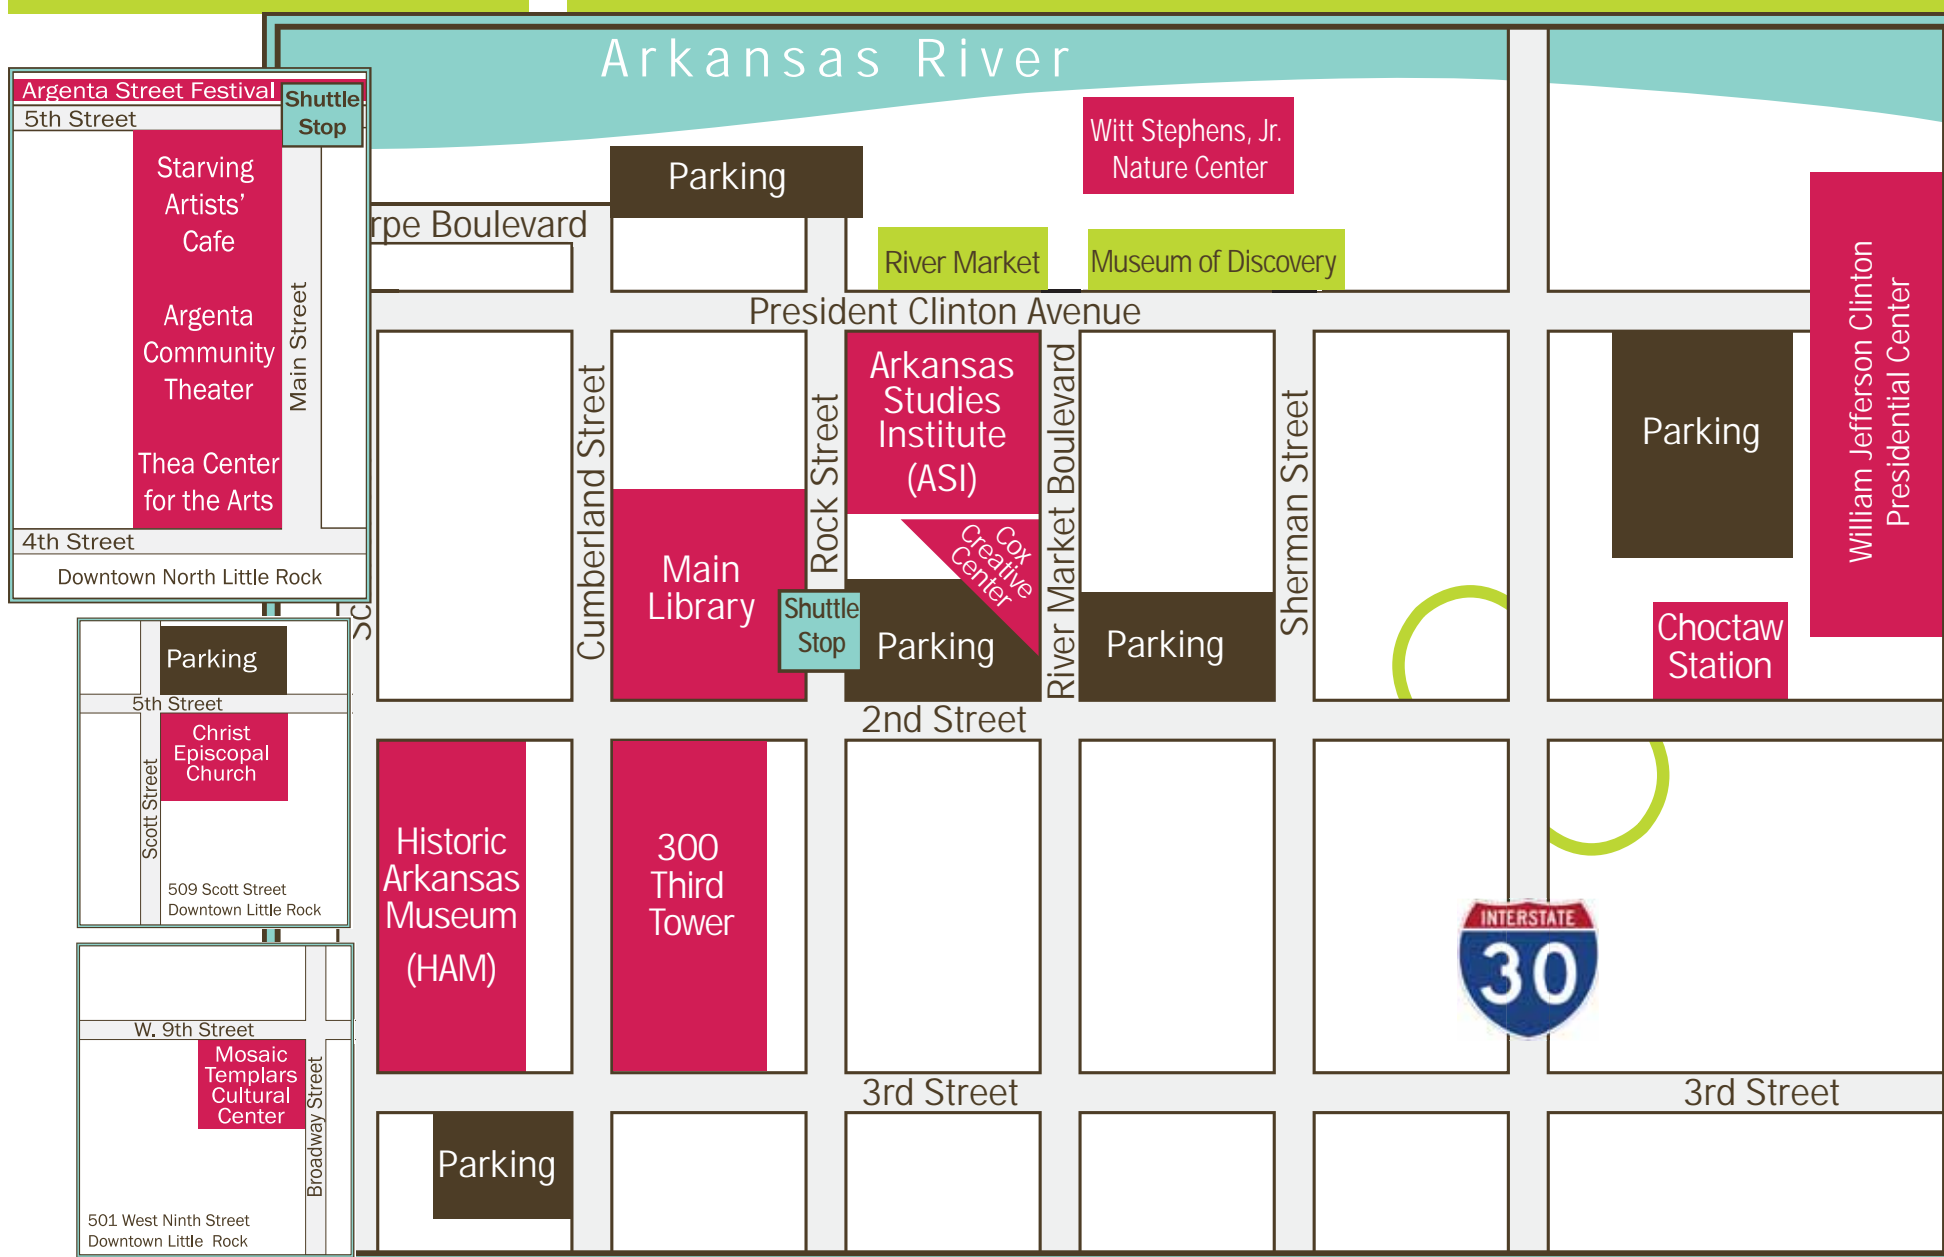 Arkansas River
Argenta Street Festival
Shuttle
Stop
5th Street
Starving
Artists'
Cafe
Argenta
Community
Theater
Thea Center
for the Arts
Main Street
4th Street
Downtown North Little Rock
Parking
rpe Boulevard
Witt Stephens, Jr.
Nature Center
River Market
Museum of Discovery
President Clinton Avenue
William Jefferson Clinton
Presidential Center
Arkansas
Studies
Institute
(ASI)
Cox
Creative
Center
Cumberland Street
Rock Street
River Market Boulevard
Sherman Street
Parking
Main
Library
Shuttle
Stop
Parking
Parking
Choctaw
Station
Sc
2nd Street
Parking
5th Street
Christ
Episcopal
Church
Scott Street
509 Scott Street
Downtown Little Rock
Historic
Arkansas
Museum
(HAM)
300
Third
Tower
INTERSTATE
30
W. 9th Street
Mosaic
Templars
Cultural
Center
Broadway Street
501 West Ninth Street
Downtown Little Rock
3rd Street
3rd Street
Parking